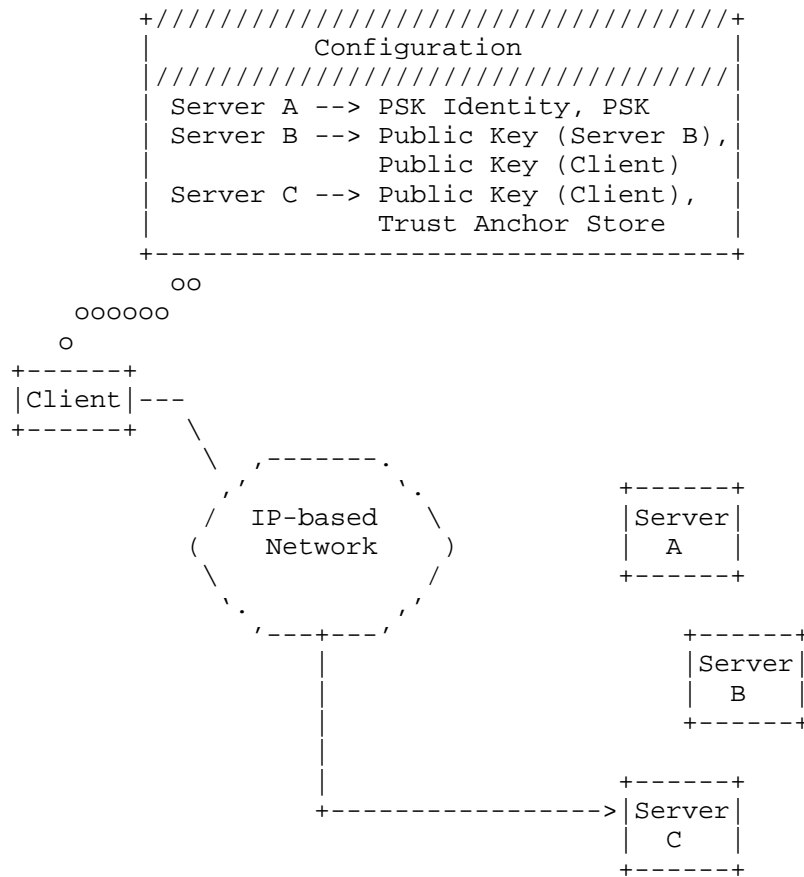 Configuration
Server A --> PSK Identity, PSK
Server B --> Public Key (Server B),
Public Key (Client)
Server C --> Public Key (Client),
Trust Anchor Store
Client
IP-based
Network
Server
A
Server
B
Server
C